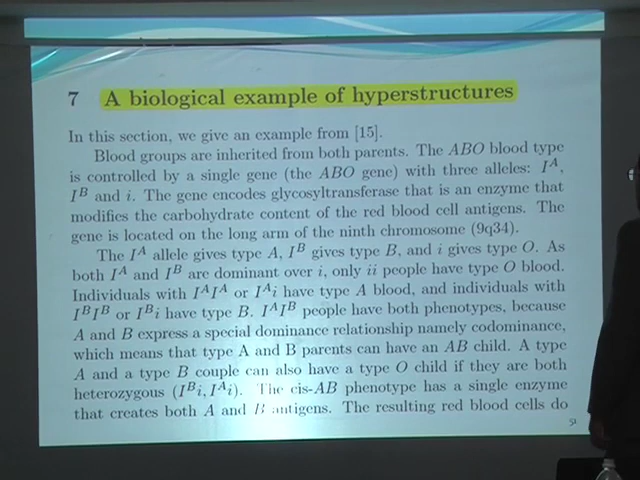 7 A biological example of hyperstructures
In this section, we give an example from [15].
Blood groups are inherited from both parents. The ABO blood type
is controlled by a single gene (the ABO gene) with three alleles: I^A,
I^B and i. The gene encodes glycosyltransferase that is an enzyme that
modifies the carbohydrate content of the red blood cell antigens. The
gene is located on the long arm of the ninth chromosome (9q34).
The I^A allele gives type A, I^B gives type B, and i gives type O. As
both I^A and I^B are dominant over i, only ii people have type O blood.
Individuals with I^AI^A or I^Ai have type A blood, and individuals with
I^BI^B or I^Bi have type B. I^AI^B people have both phenotypes, because
A and B express a special dominance relationship namely codominance,
which means that type A and B parents can have an AB child. A type
A and a type B couple can also have a type O child if they are both
heterozygous (I^Bi, I^Ai). The cis-AB phenotype has a single enzyme
that creates both A and B antigens. The resulting red blood cells do
51